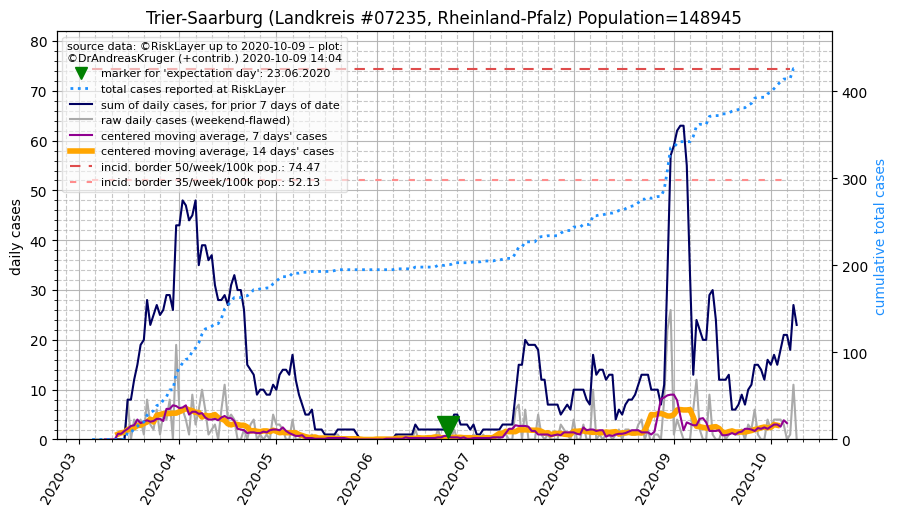 Trier-Saarburg (Landkreis #07235, Rheinland-Pfalz) Population=148945
source data: ©RiskLayer up to 2020-10-09 – plot:
©DrAndreasKruger (+contrib.) 2020-10-09 14:04
marker for 'expectation day': 23.06.2020
total cases reported at RiskLayer
sum of daily cases, for prior 7 days of date
raw daily cases (weekend-flawed)
centered moving average, 7 days' cases
centered moving average, 14 days' cases
incid. border 50/week/100k pop.: 74.47
incid. border 35/week/100k pop.: 52.13
daily cases
80
70
60
50
40
30
20
10
0
400
300
200
100
0
cumulative total cases
2020-03
2020-04
2020-05
2020-06
2020-07
2020-08
2020-09
2020-10